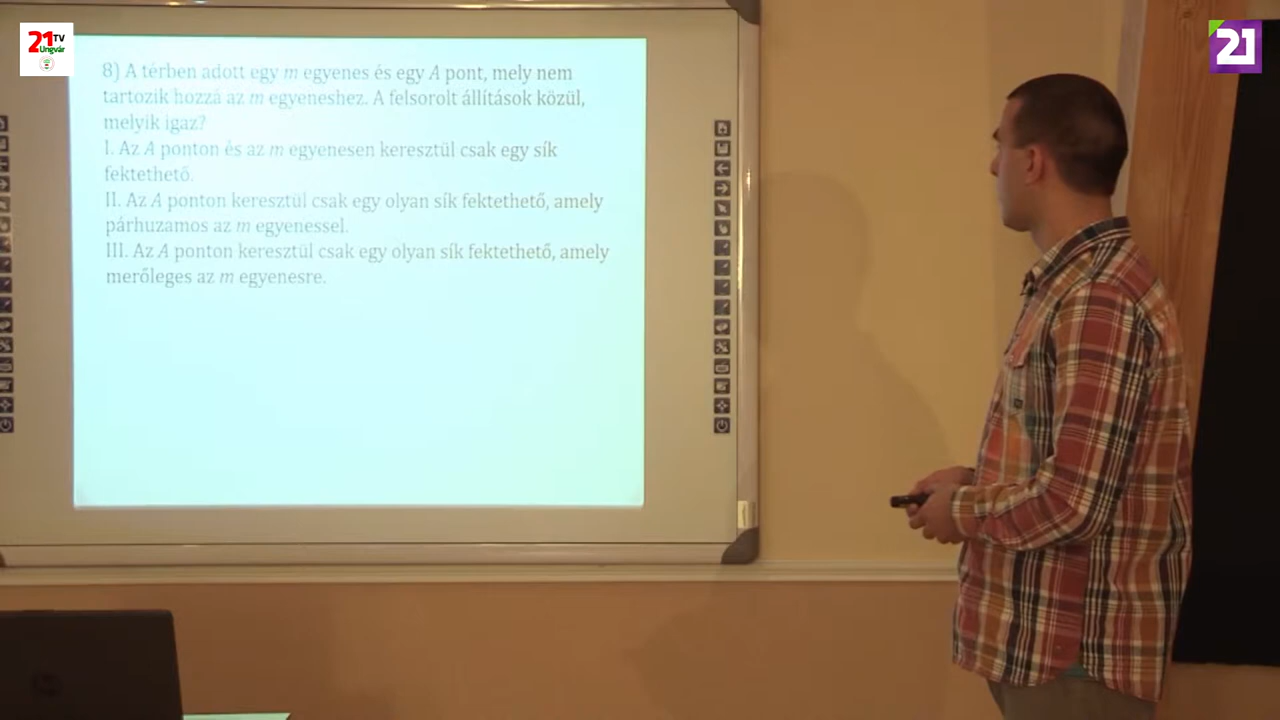 21TV
Ungvár
21
8) A térben adott egy m egyenes és egy A pont, mely nem
tartozik hozzá az m egyeneshez. A felsorolt állítások közül,
melyik igaz?
I. Az A ponton és az m egyenesen keresztül csak egy sík
fektethető.
II. Az A ponton keresztül csak egy olyan sík fektethető, amely
párhuzamos az m egyenessel.
III. Az A ponton keresztül csak egy olyan sík fektethető, amely
merőleges az m egyenesre.